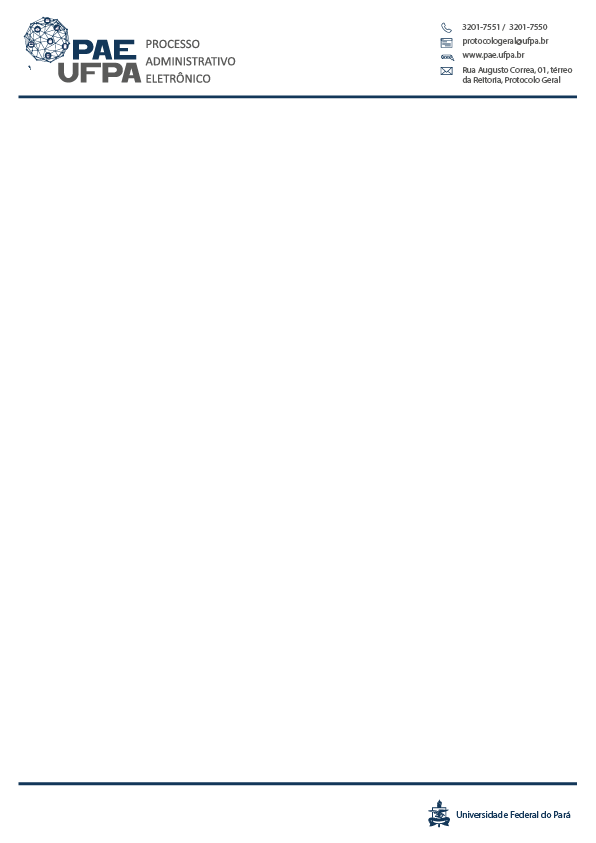 PAE
UFPA
PROCESSO
ADMINISTRATIVO
ELETRÔNICO
3201-7551 / 3201-7550
protocologeral@ufpa.br
www.pae.ufpa.br
Rua Augusto Correa, 01, térreo
da Reitoria, Protocolo Geral
Universidade Federal do Pará